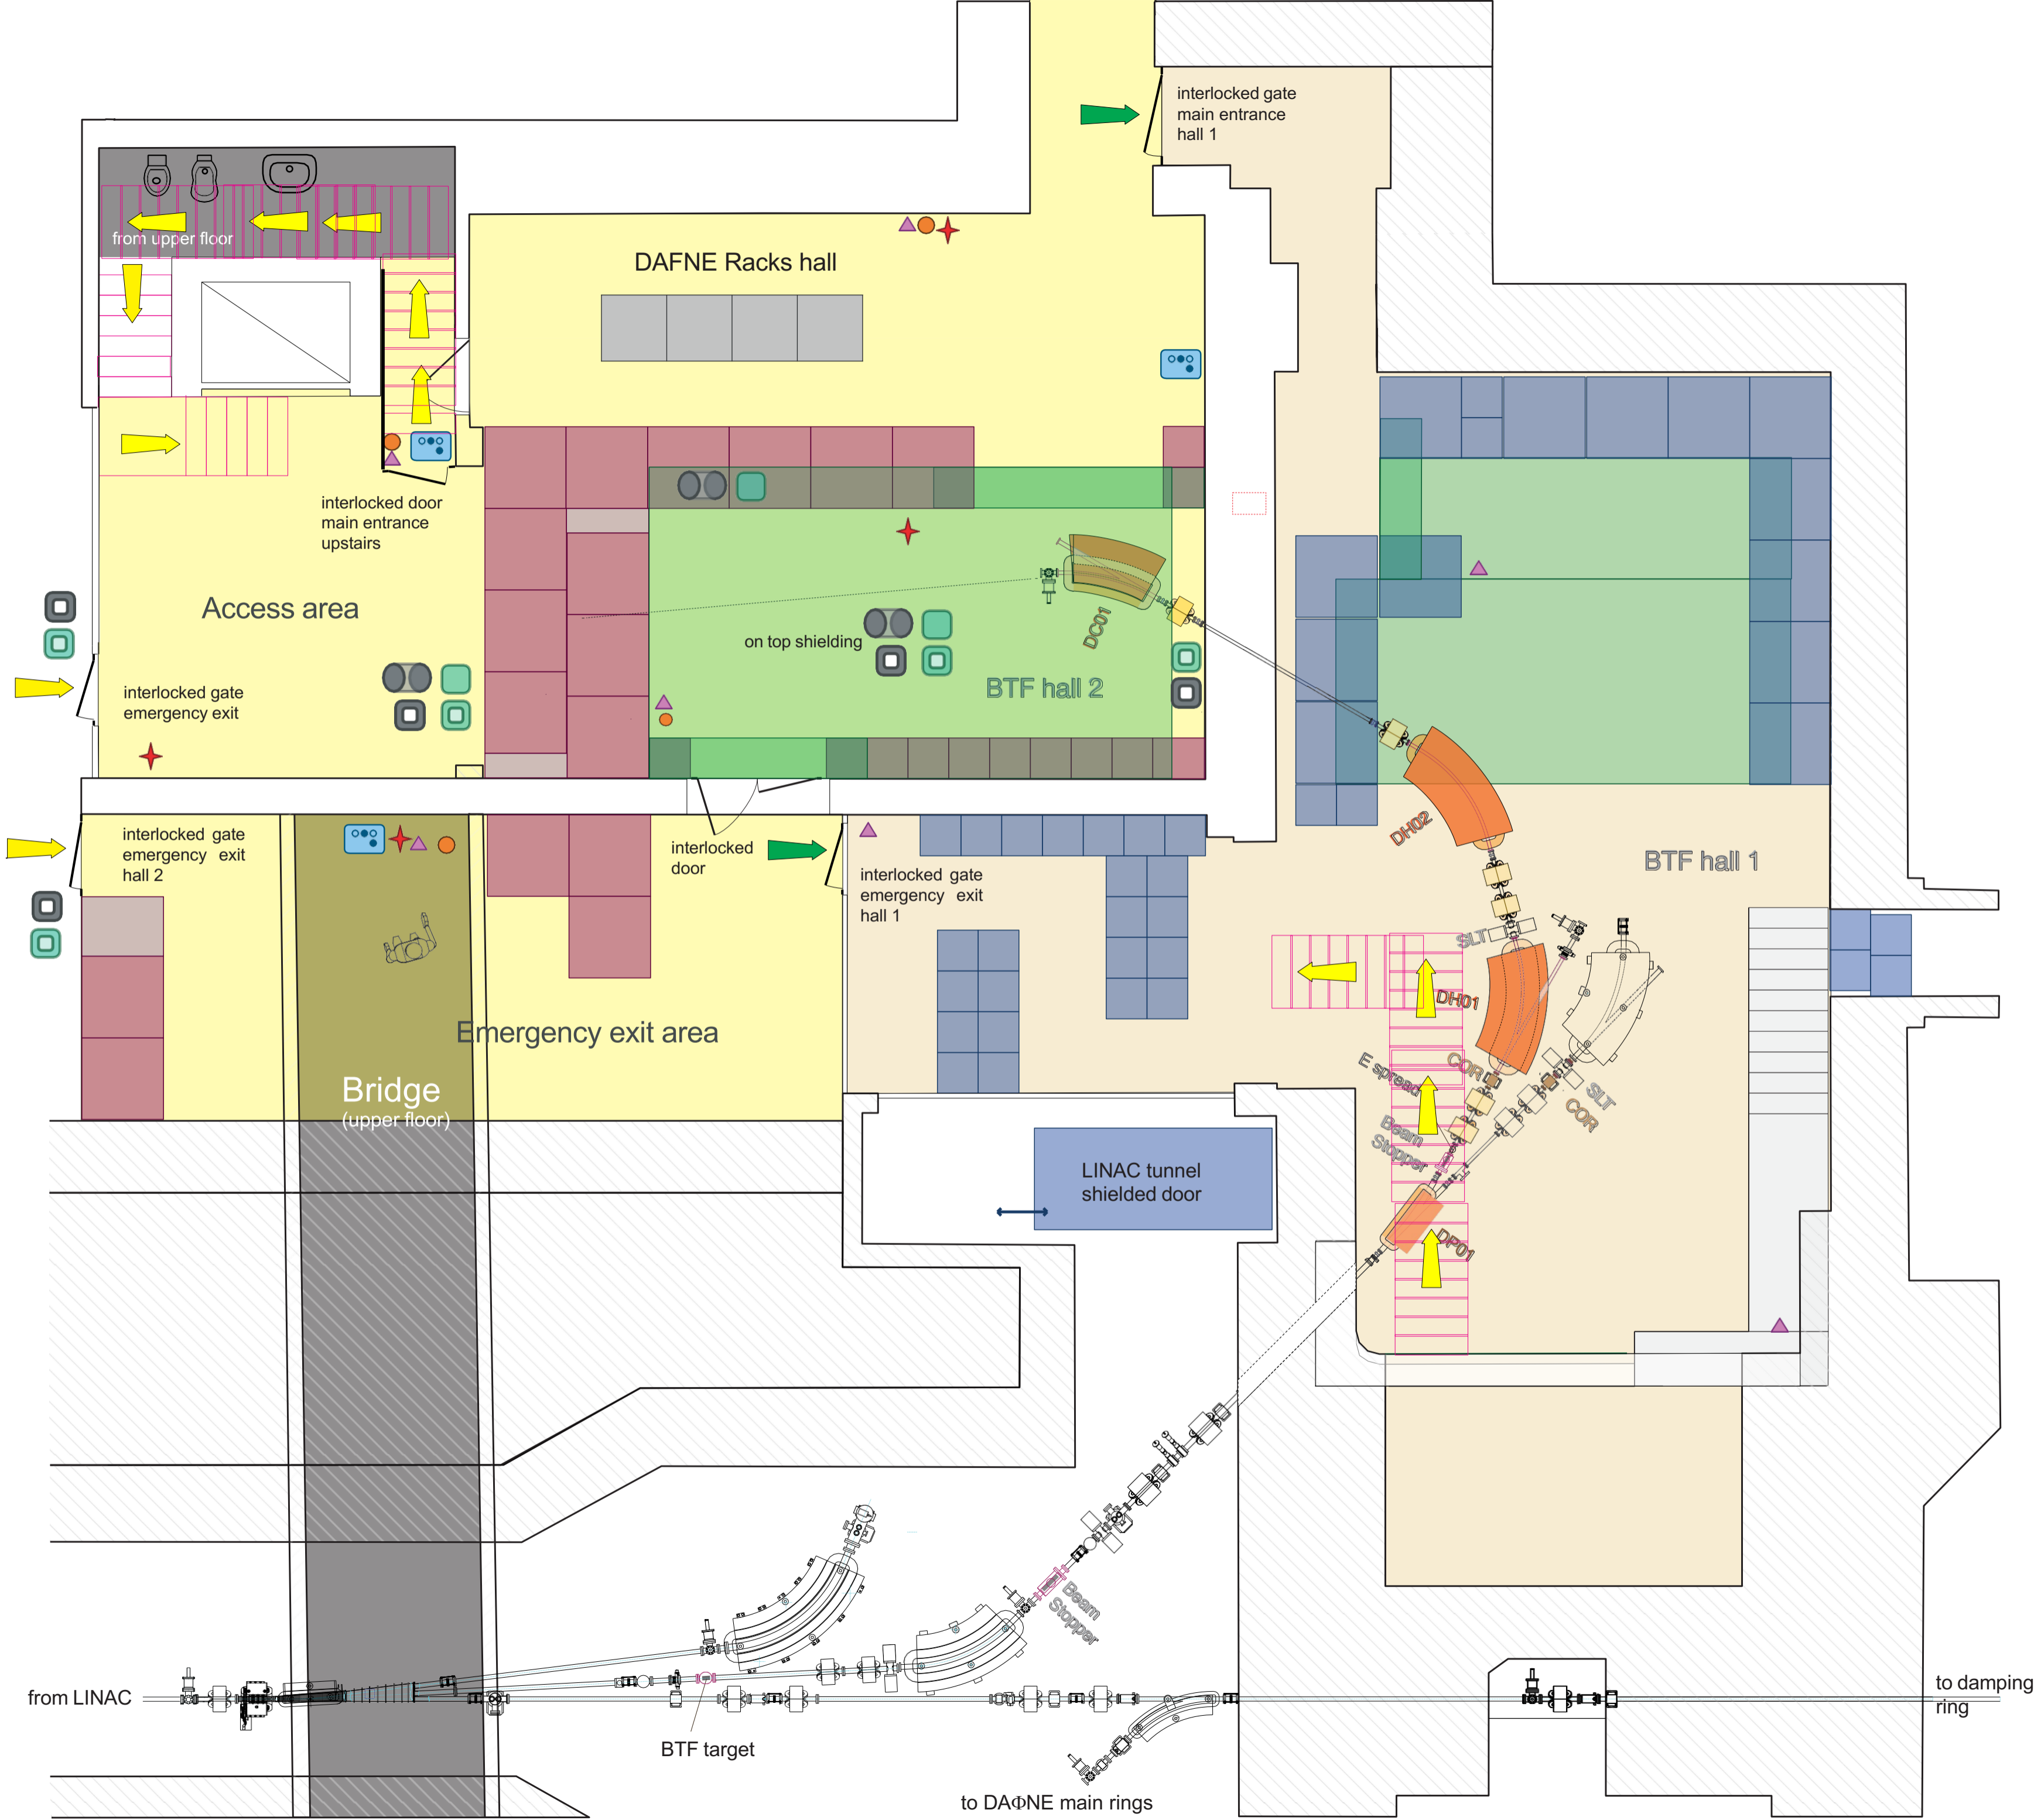 interlocked gate
main entrance
hall 1
from upper floor
DAFNE Racks hall
interlocked door
main entrance
upstairs
Access area
on top shielding
DC01
BTF hall 2
interlocked gate
emergency exit
interlocked gate
emergency exit
hall 2
interlocked
door
interlocked gate
emergency exit
hall 1
DH02
BTF hall 1
SLT
DH01
Emergency exit area
Bridge
(upper floor)
COR
E spread
SLT
COR
Beam
Stopper
LINAC tunnel
shielded door
DP01
Beam
Stopper
from LINAC
BTF target
to damping
ring
to DAΦNE main rings